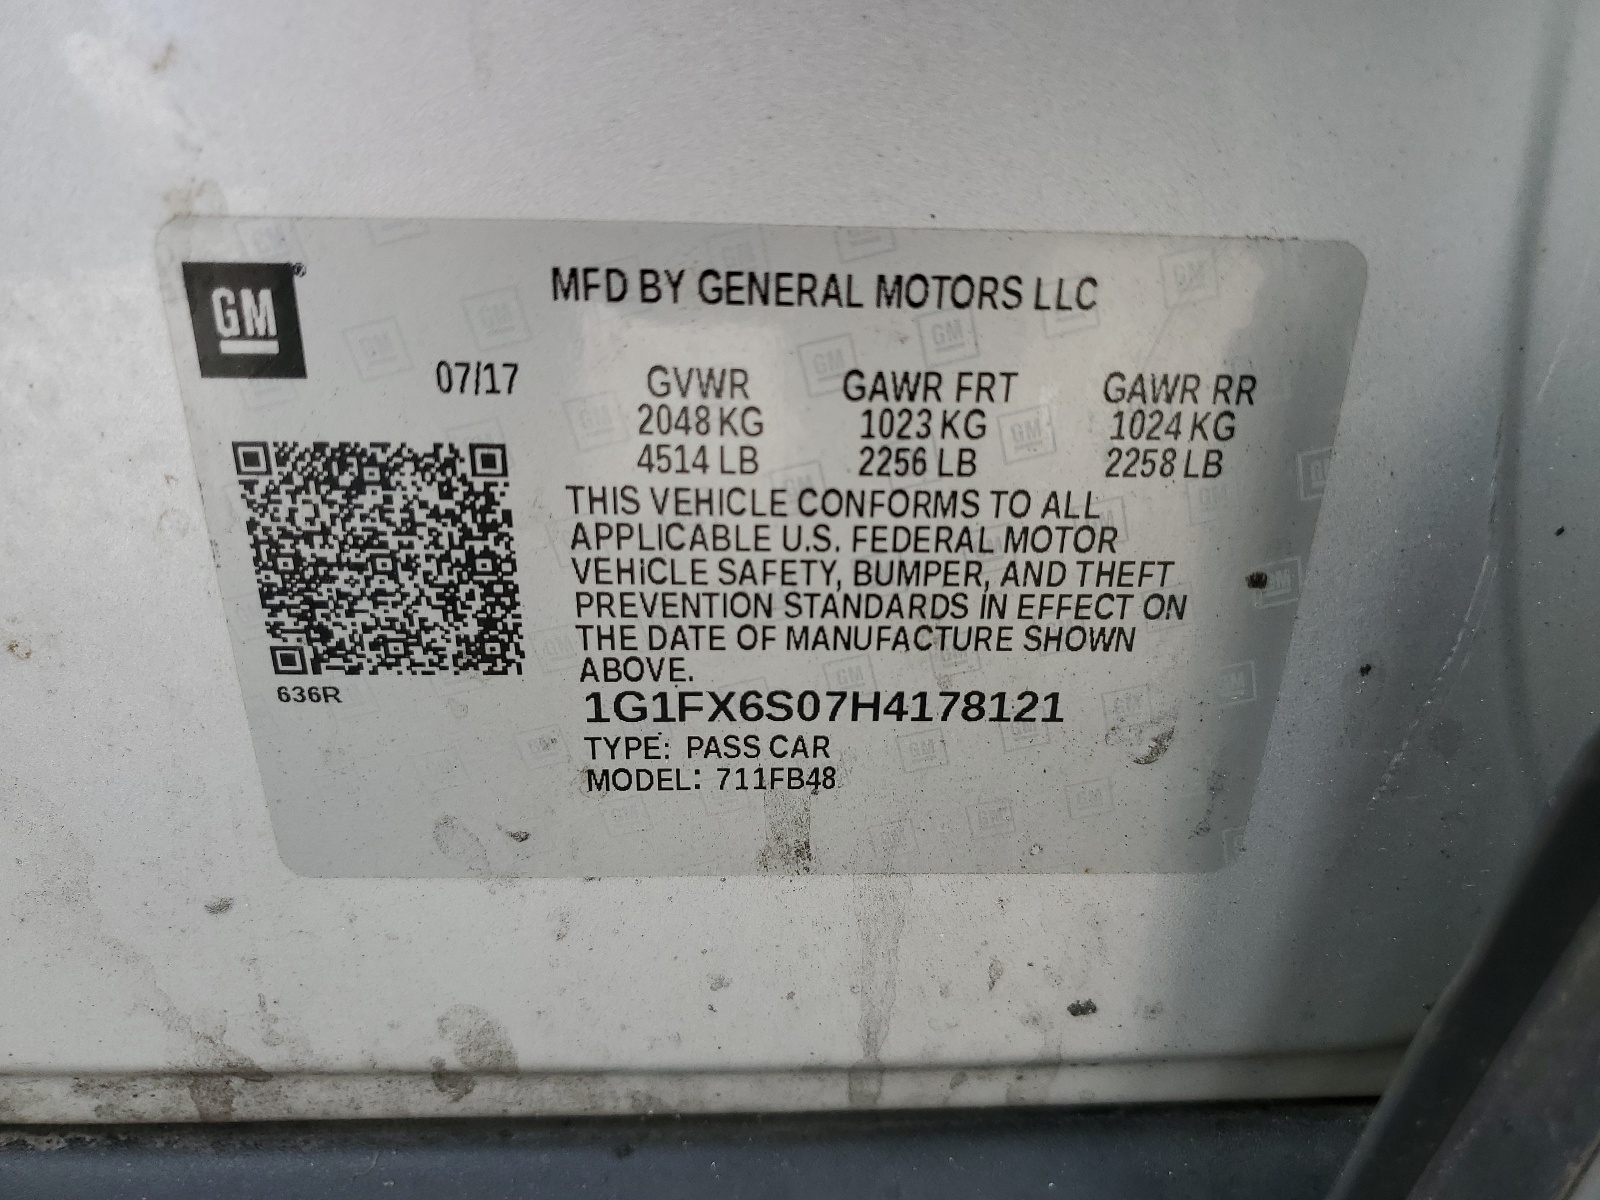 GM
MFD BY GENERAL MOTORS LLC
07/17
GVWR GAWR FRT GAWR RR
2048 KG 1023 KG 1024 KG
4514 LB 2256 LB 2258 LB
THIS VEHICLE CONFORMS TO ALL
APPLICABLE U.S. FEDERAL MOTOR
VEHICLE SAFETY, BUMPER, AND THEFT
PREVENTION STANDARDS IN EFFECT ON
THE DATE OF MANUFACTURE SHOWN
ABOVE.
636R
1G1FX6S07H4178121
TYPE: PASS CAR
MODEL: 711FB48